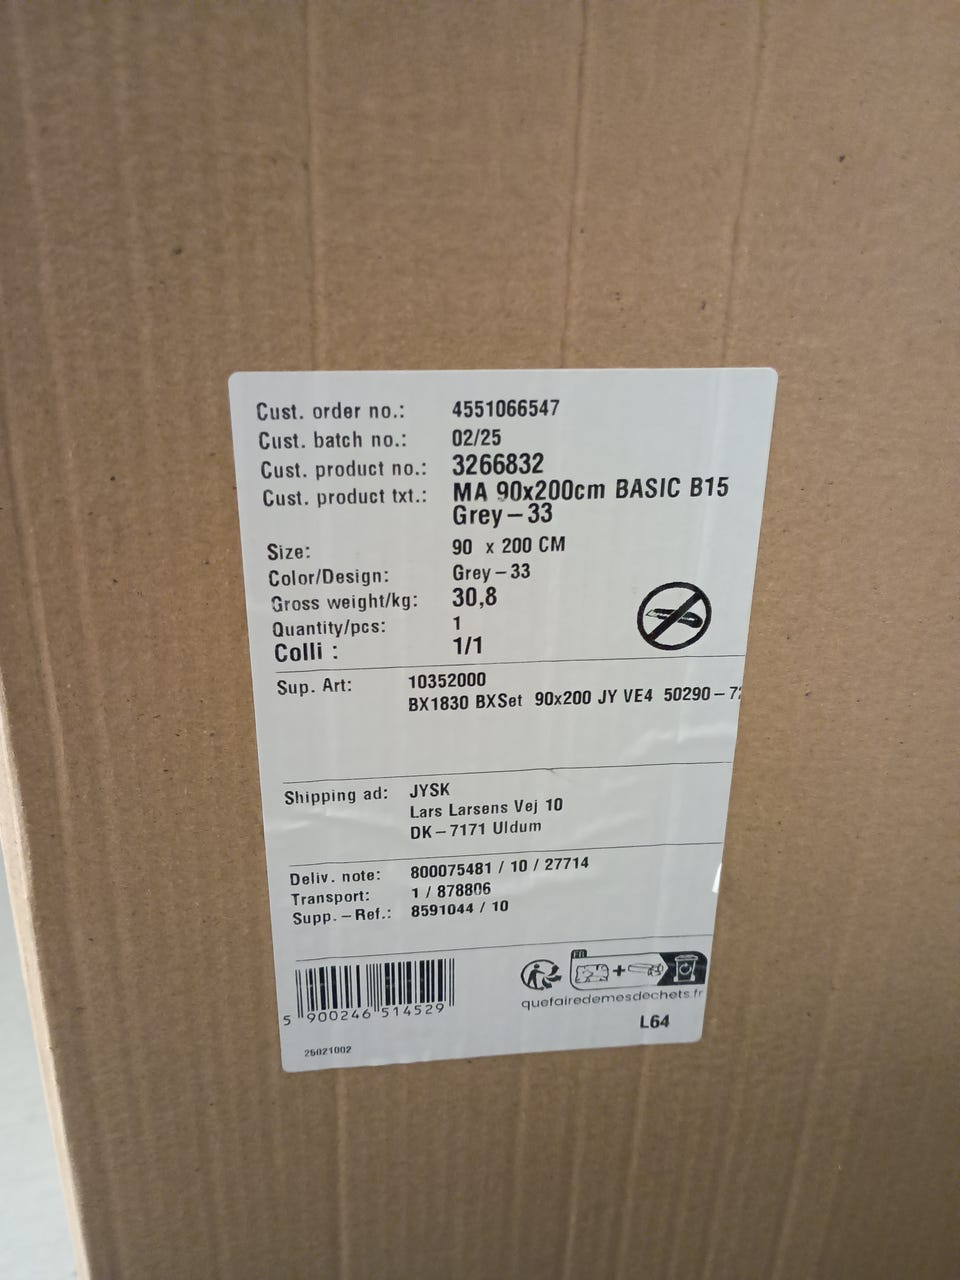 Cust. order no.: 4551066547
Cust. batch no.: 02/25
Cust. product no.: 3266832
Cust. product txt.: MA 90x200cm BASIC B15
Grey-33
Size: 90 x 200 CM
Color/Design: Grey-33
Gross weight/kg: 30,8
Quantity/pcs: 1
Colli : 1/1
Sup. Art: 10352000
BX1830 BXSet 90x200 JY VE4 50290-72
Shipping ad: JYSK
Lars Larsens Vej 10
DK-7171 Uldum
Deliv. note: 800075481 / 10 / 27714
Transport: 1 / 878806
Supp.-Ref.: 8591044 / 10
FR
+
quefairedemesdechets.fr
5 900246 514529
L64
25021002